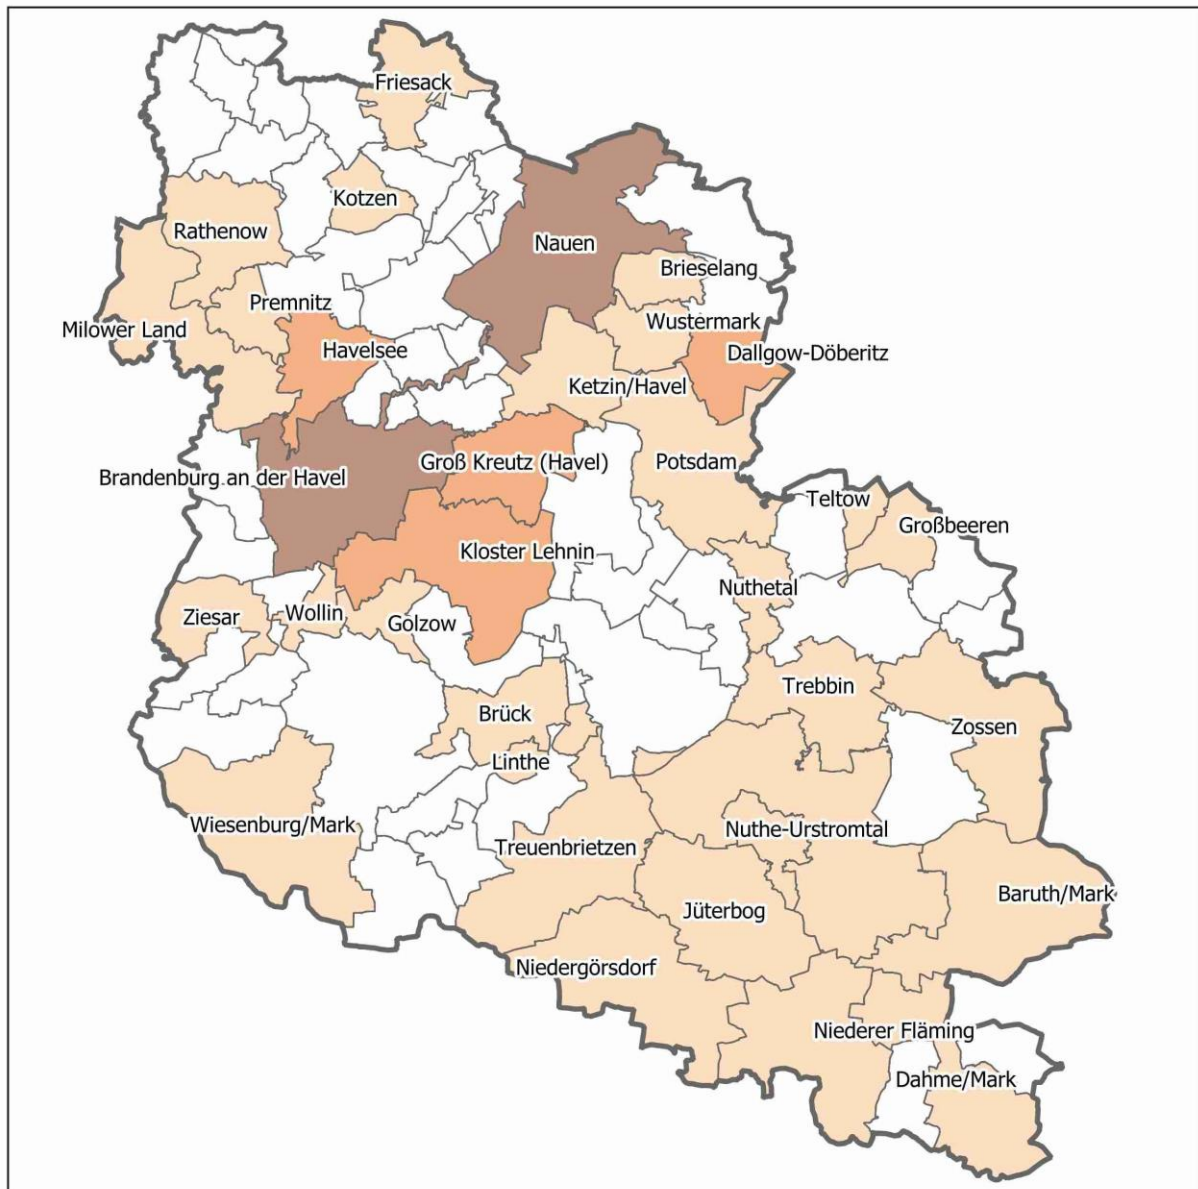 Friesack
Kotzen
Rathenow
Nauen
Brieselang
Premnitz
Milower Land
Wustermark
Havelsee
Dallgow-Döberitz
Ketzin/Havel
Groß Kreutz (Havel)
Potsdam
Brandenburg an der Havel
Teltow
Großbeeren
Kloster Lehnin
Nuthetal
Ziesar
Wollin
Golzow
Trebbin
Brück
Zossen
Linthe
Wiesenburg/Mark
Nuthe-Urstromtal
Treuenbrietzen
Baruth/Mark
Jüterbog
Niedergörsdorf
Niederer Fläming
Dahme/Mark